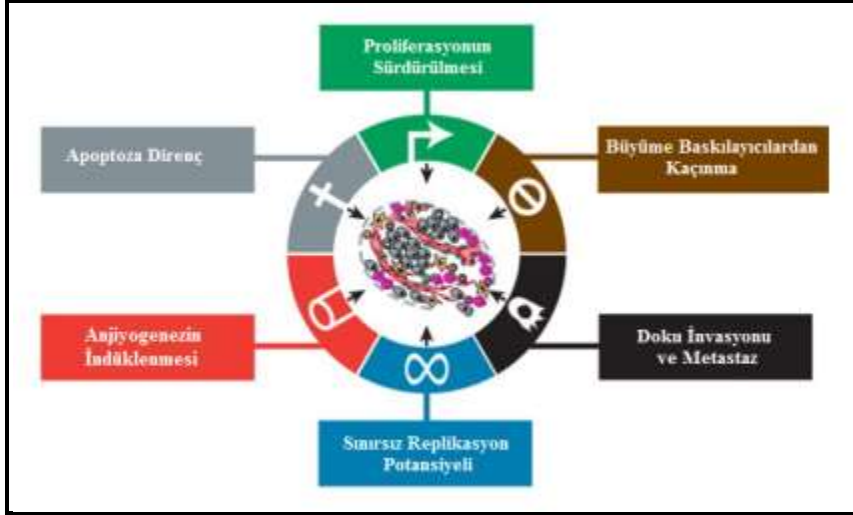 Proliferasyonun
Sürdürülmesi
Apoptoza Direnç
Büyüme Baskılayıcılardan
Kaçınma
Anjiyogenezin
İndüklenmesi
Doku İnvasyonu
ve Metastaz
Sınırsız Replikasyon
Potansiyeli